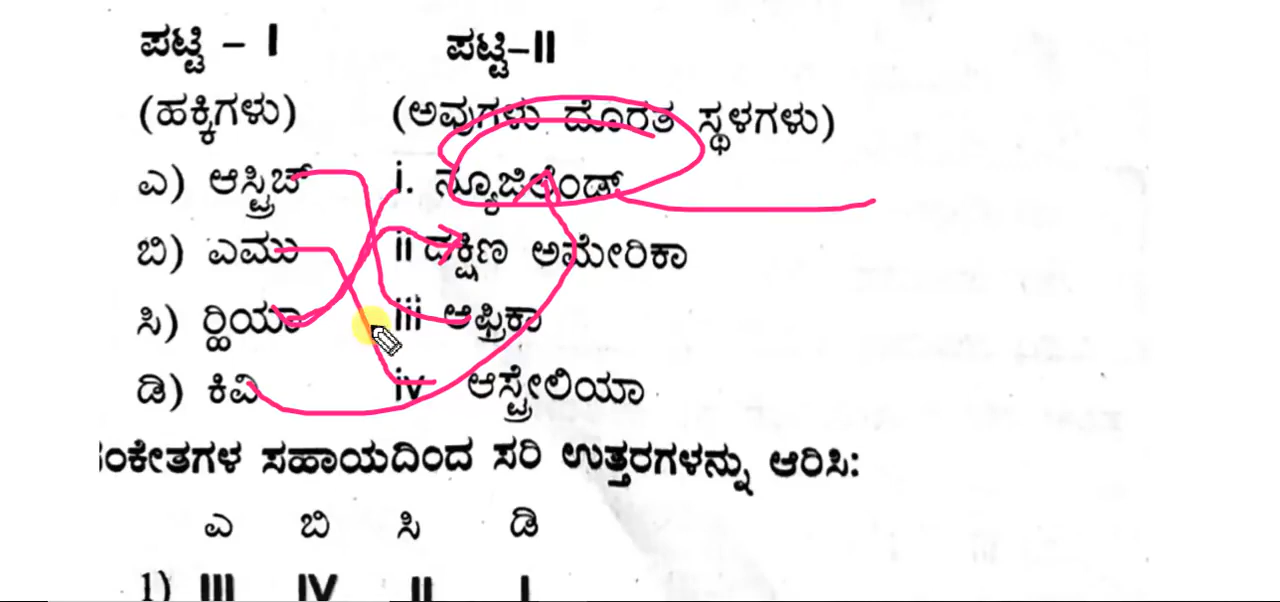 ಪಟ್ಟಿ – I ಪಟ್ಟಿ–II
(ಹಕ್ಕಿಗಳು) (ಅವುಗಳು ದೊರತ ಸ್ಥಳಗಳು)
ಎ) ಆಸ್ಟ್ರಿಚ್ i. ನ್ಯೂಜಿಲೆಂಡ್
ಬಿ) ಎಮು ii ದಕ್ಷಿಣ ಅಮೇರಿಕಾ
ಸಿ) ರ‍್ಹಿಯಾ iii ಆಫ್ರಿಕಾ
ಡಿ) ಕಿವಿ iv ಆಸ್ಟ್ರೇಲಿಯಾ
ಂಕೇತಗಳ ಸಹಾಯದಿಂದ ಸರಿ ಉತ್ತರಗಳನ್ನು ಆರಿಸಿ:
ಎ ಬಿ ಸಿ ಡಿ
1) III IV II I